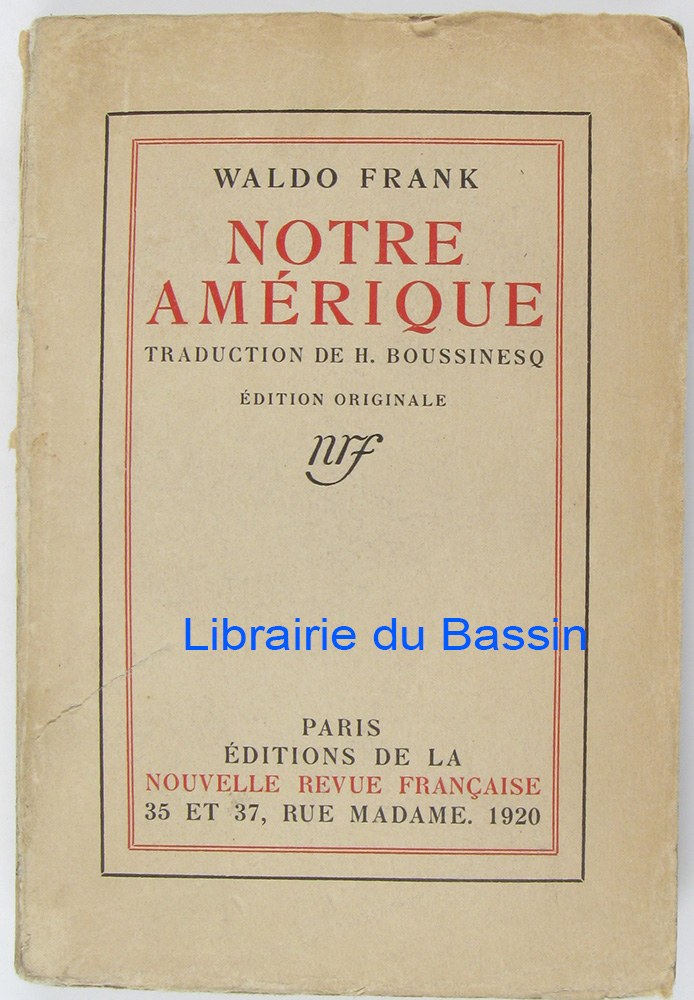 WALDO FRANK
NOTRE
AMÉRIQUE
TRADUCTION DE H. BOUSSINESQ
ÉDITION ORIGINALE
nrf
Librairie du Bassin
PARIS
ÉDITIONS DE LA
NOUVELLE REVUE FRANÇAISE
35 ET 37, RUE MADAME. 1920